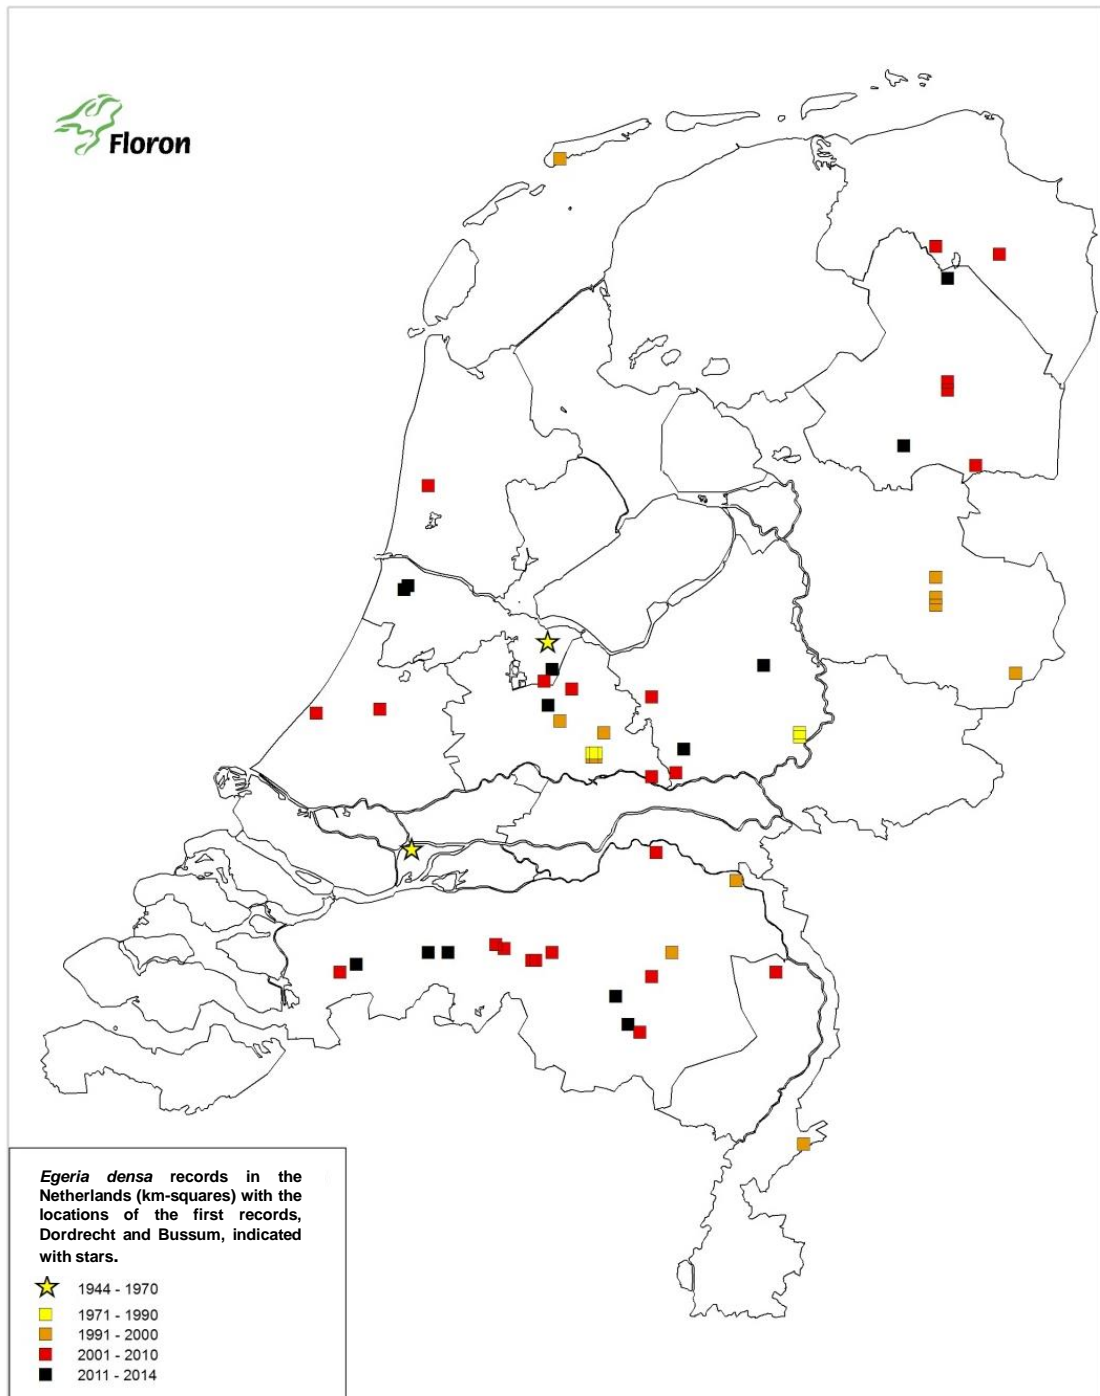 Floron
Egeria densa records in the
Netherlands (km-squares) with the
locations of the first records,
Dordrecht and Bussum, indicated
with stars.
1944 - 1970
1971 - 1990
1991 - 2000
2001 - 2010
2011 - 2014